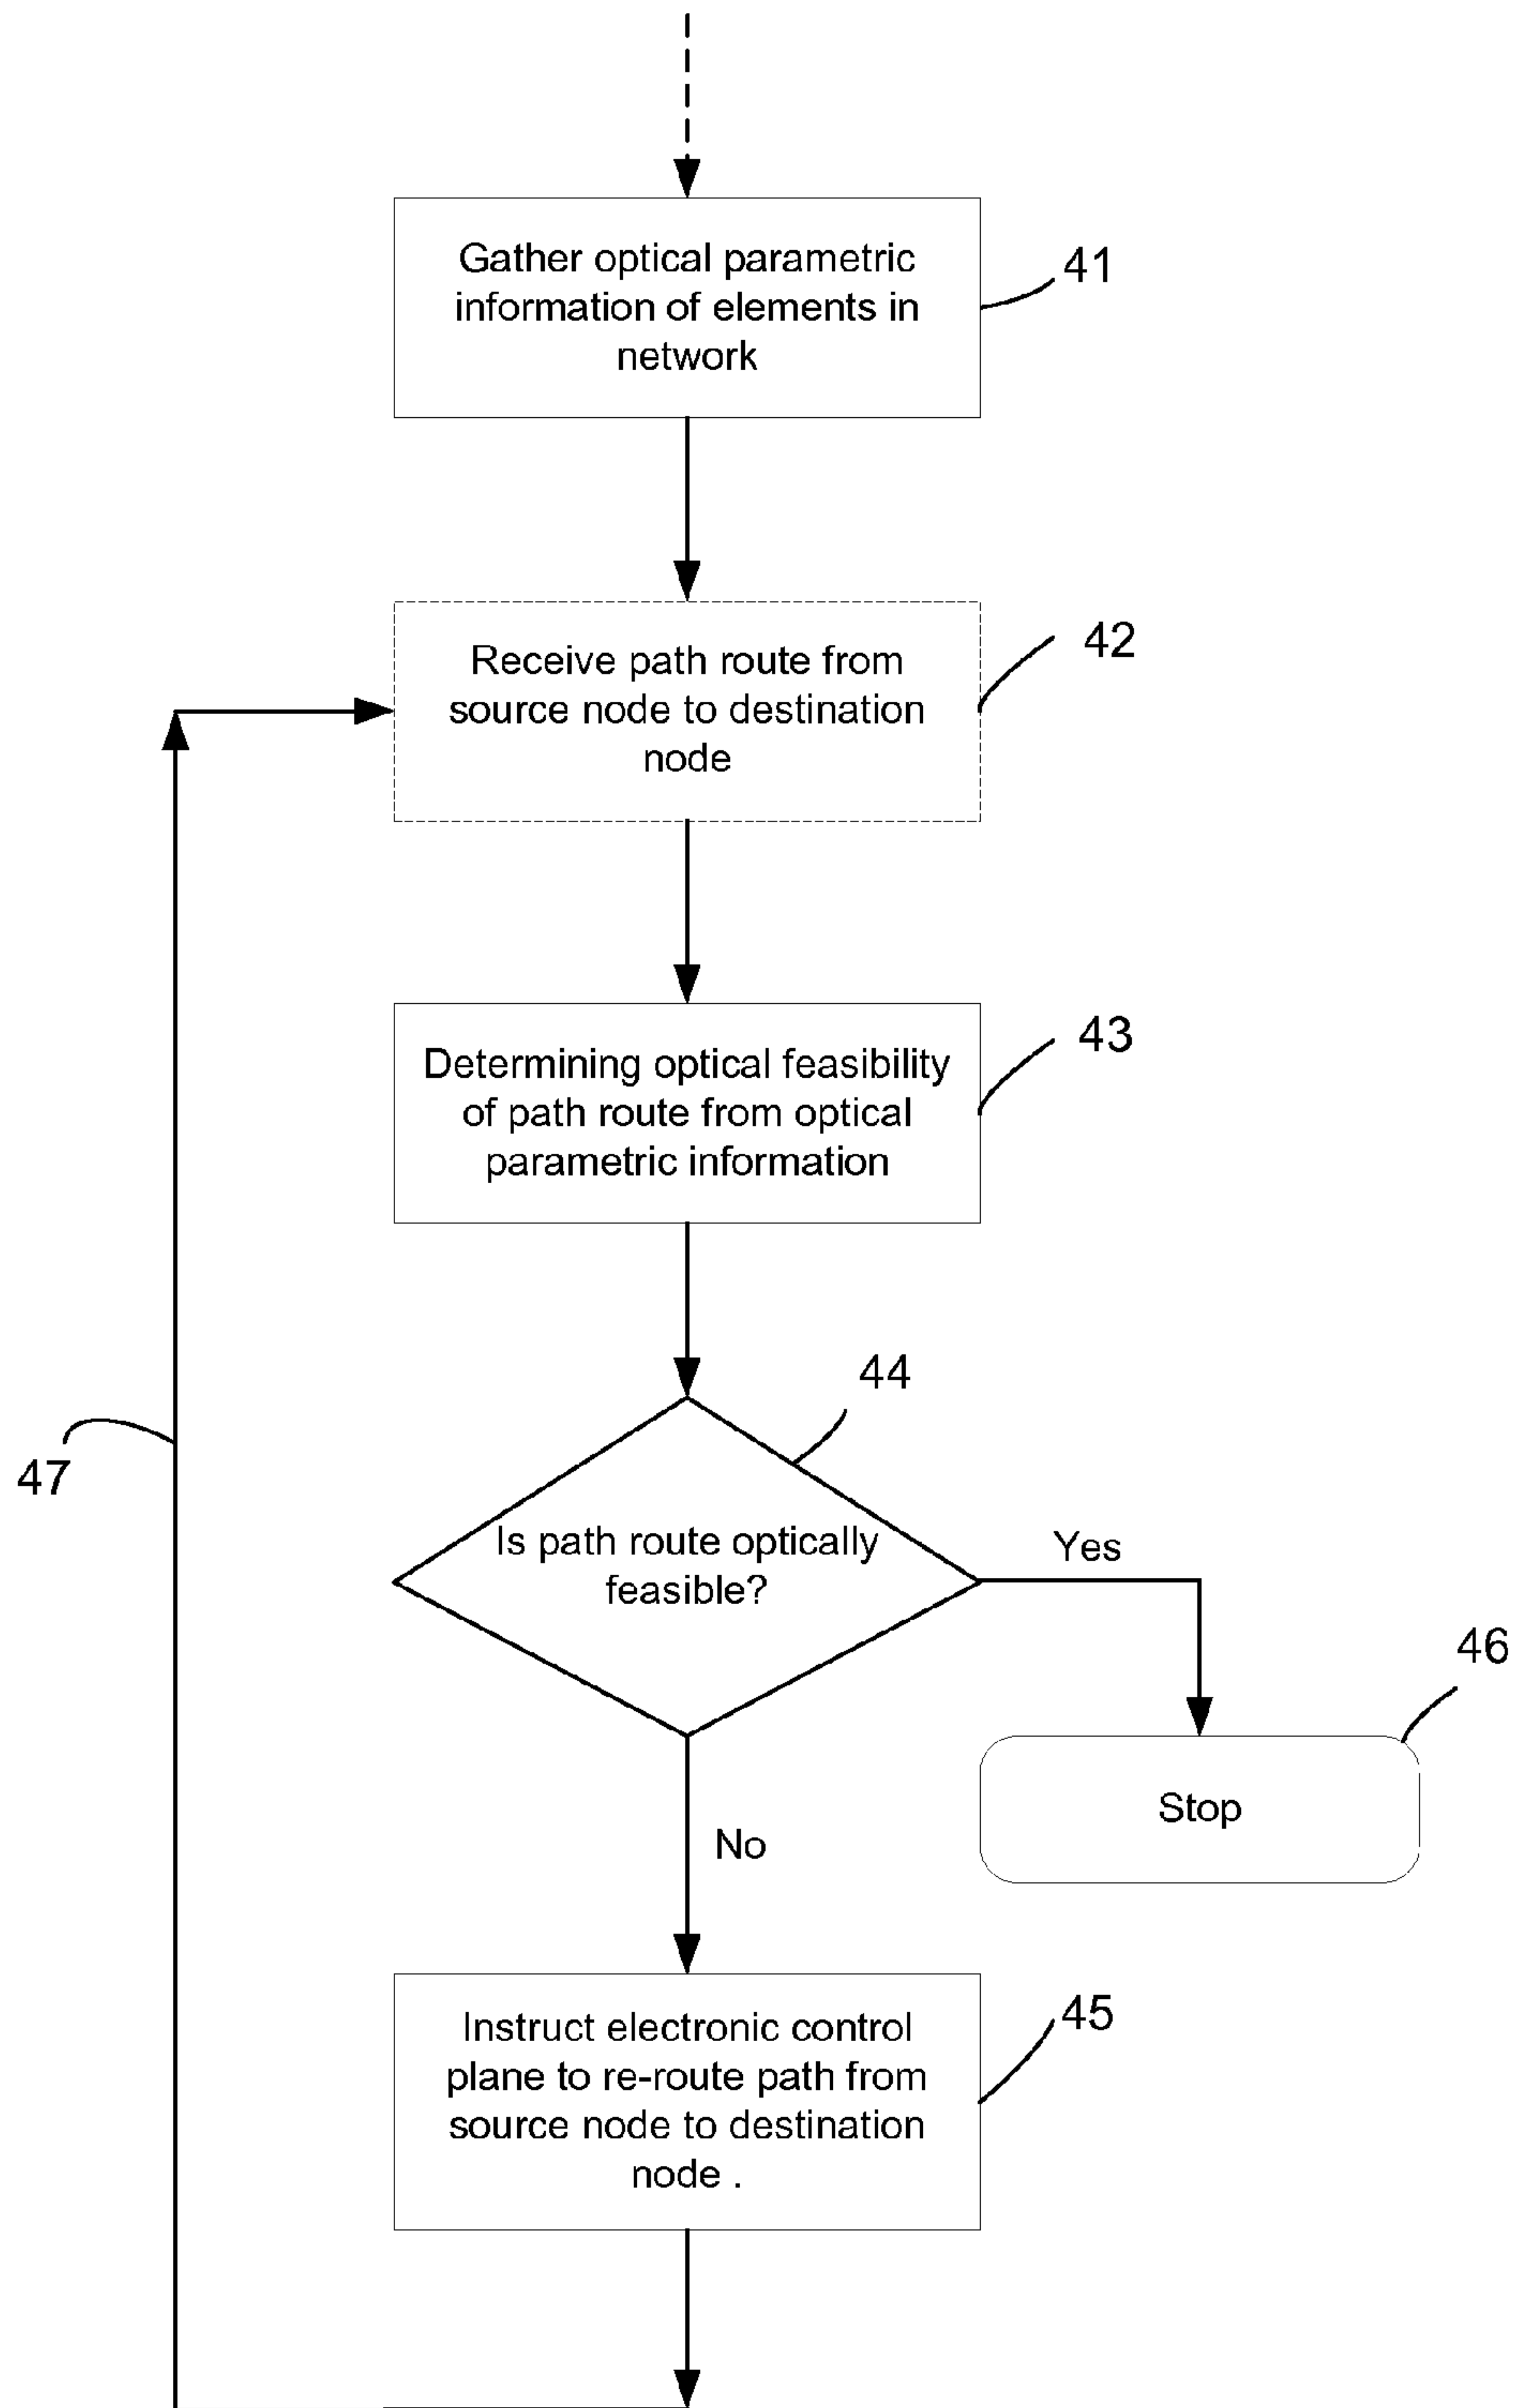 Gather optical parametric
information of elements in
network
41
Receive path route from
source node to destination
node
42
Determining optical feasibility
of path route from optical
parametric information
43
44
47
Is path route optically
feasible?
Yes
46
Stop
No
Instruct electronic control
plane to re-route path from
source node to destination
node .
45